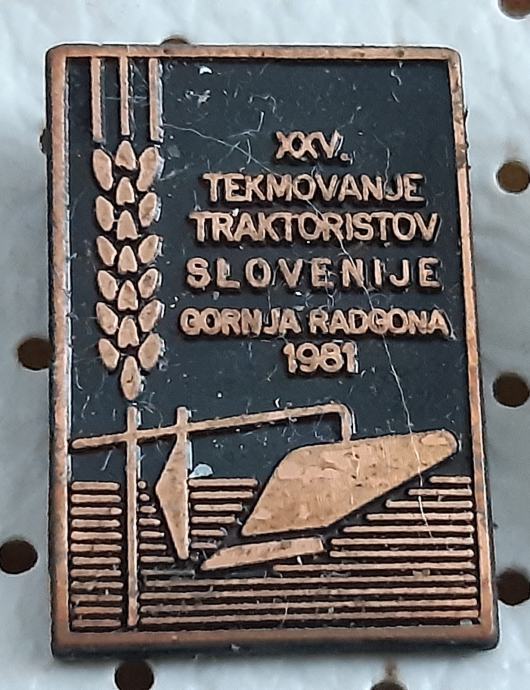 XXV.
TEKMOVANJE
TRAKTORISTOV
SLOVENIJE
GORNJA RADGONA
1981